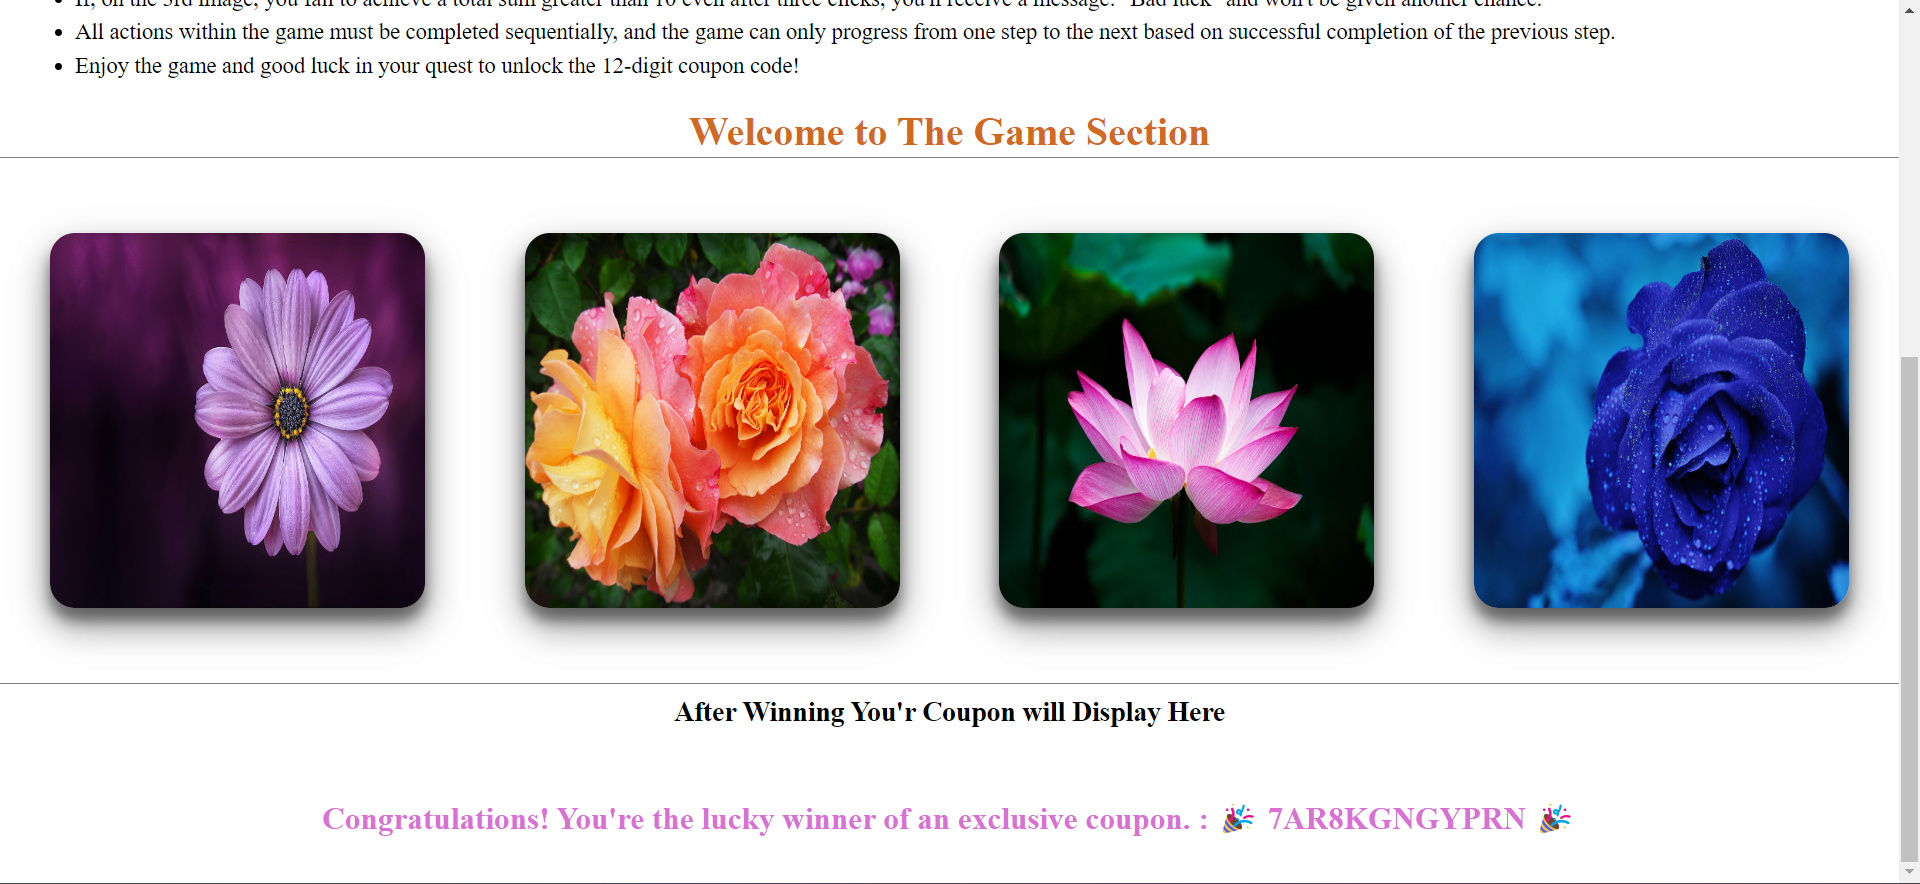 If, on the 3rd image, you fail to achieve a total sum greater than 10 even after three clicks, you'll receive a message: "Bad luck" and won't be given another chance.
All actions within the game must be completed sequentially, and the game can only progress from one step to the next based on successful completion of the previous step.
Enjoy the game and good luck in your quest to unlock the 12-digit coupon code!
Welcome to The Game Section
After Winning You'r Coupon will Display Here
Congratulations! You're the lucky winner of an exclusive coupon. : 🎉 7AR8KGNGYPRN 🎉